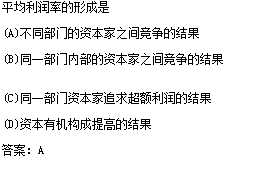 平均利润率的形成是
(A)不同部门的资本家之间竞争的结果
(B)同一部门内部的资本家之间竞争的结果
(C)同一部门资本家追求超额利润的结果
(D)资本有机构成提高的结果
答案: A